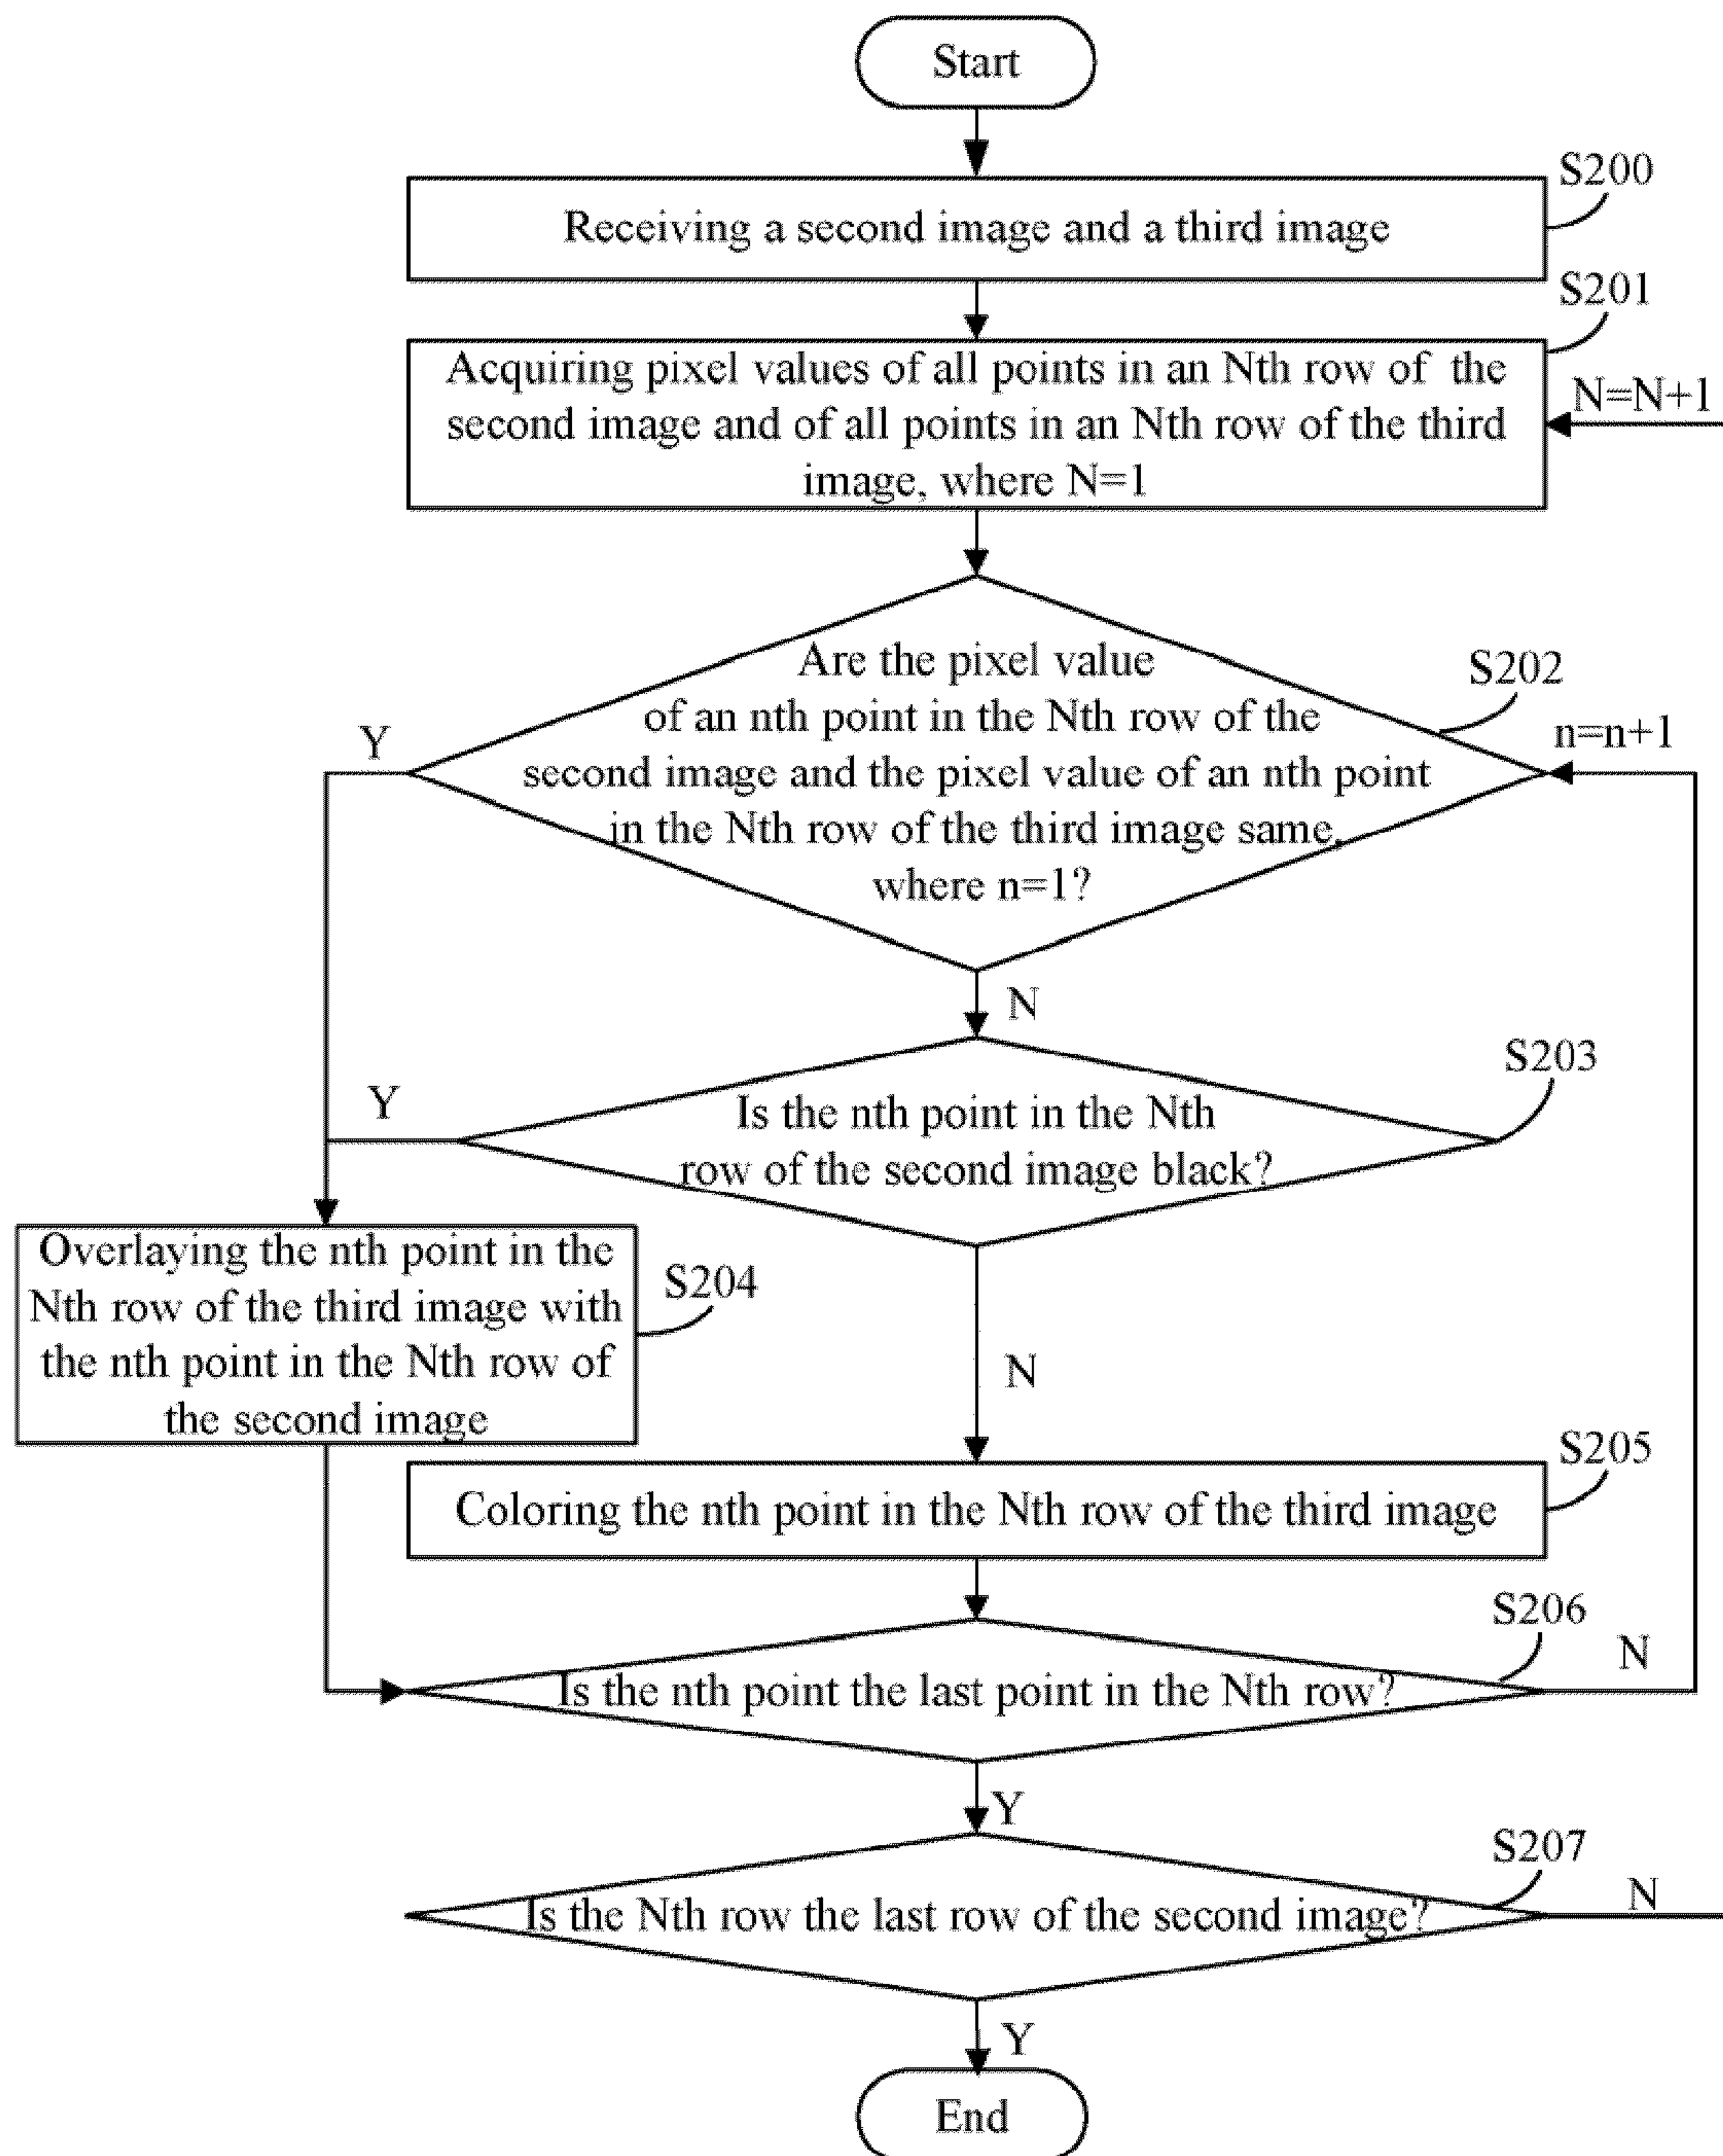 Start
S200
Receiving a second image and a third image
S201
Acquiring pixel values of all points in an Nth row of the
second image and of all points in an Nth row of the third
image, where N=1
N=N+1
Are the pixel value
of an nth point in the Nth row of the
second image and the pixel value of an nth point
in the Nth row of the third image same,
where n=1?
S202
n=n+1
Y
N
S203
Is the nth point in the Nth
row of the second image black?
Y
N
Overlaying the nth point in the
Nth row of the third image with
the nth point in the Nth row of
the second image
S204
S205
Coloring the nth point in the Nth row of the third image
S206
Is the nth point the last point in the Nth row?
N
Y
S207
Is the Nth row the last row of the second image?
N
Y
End